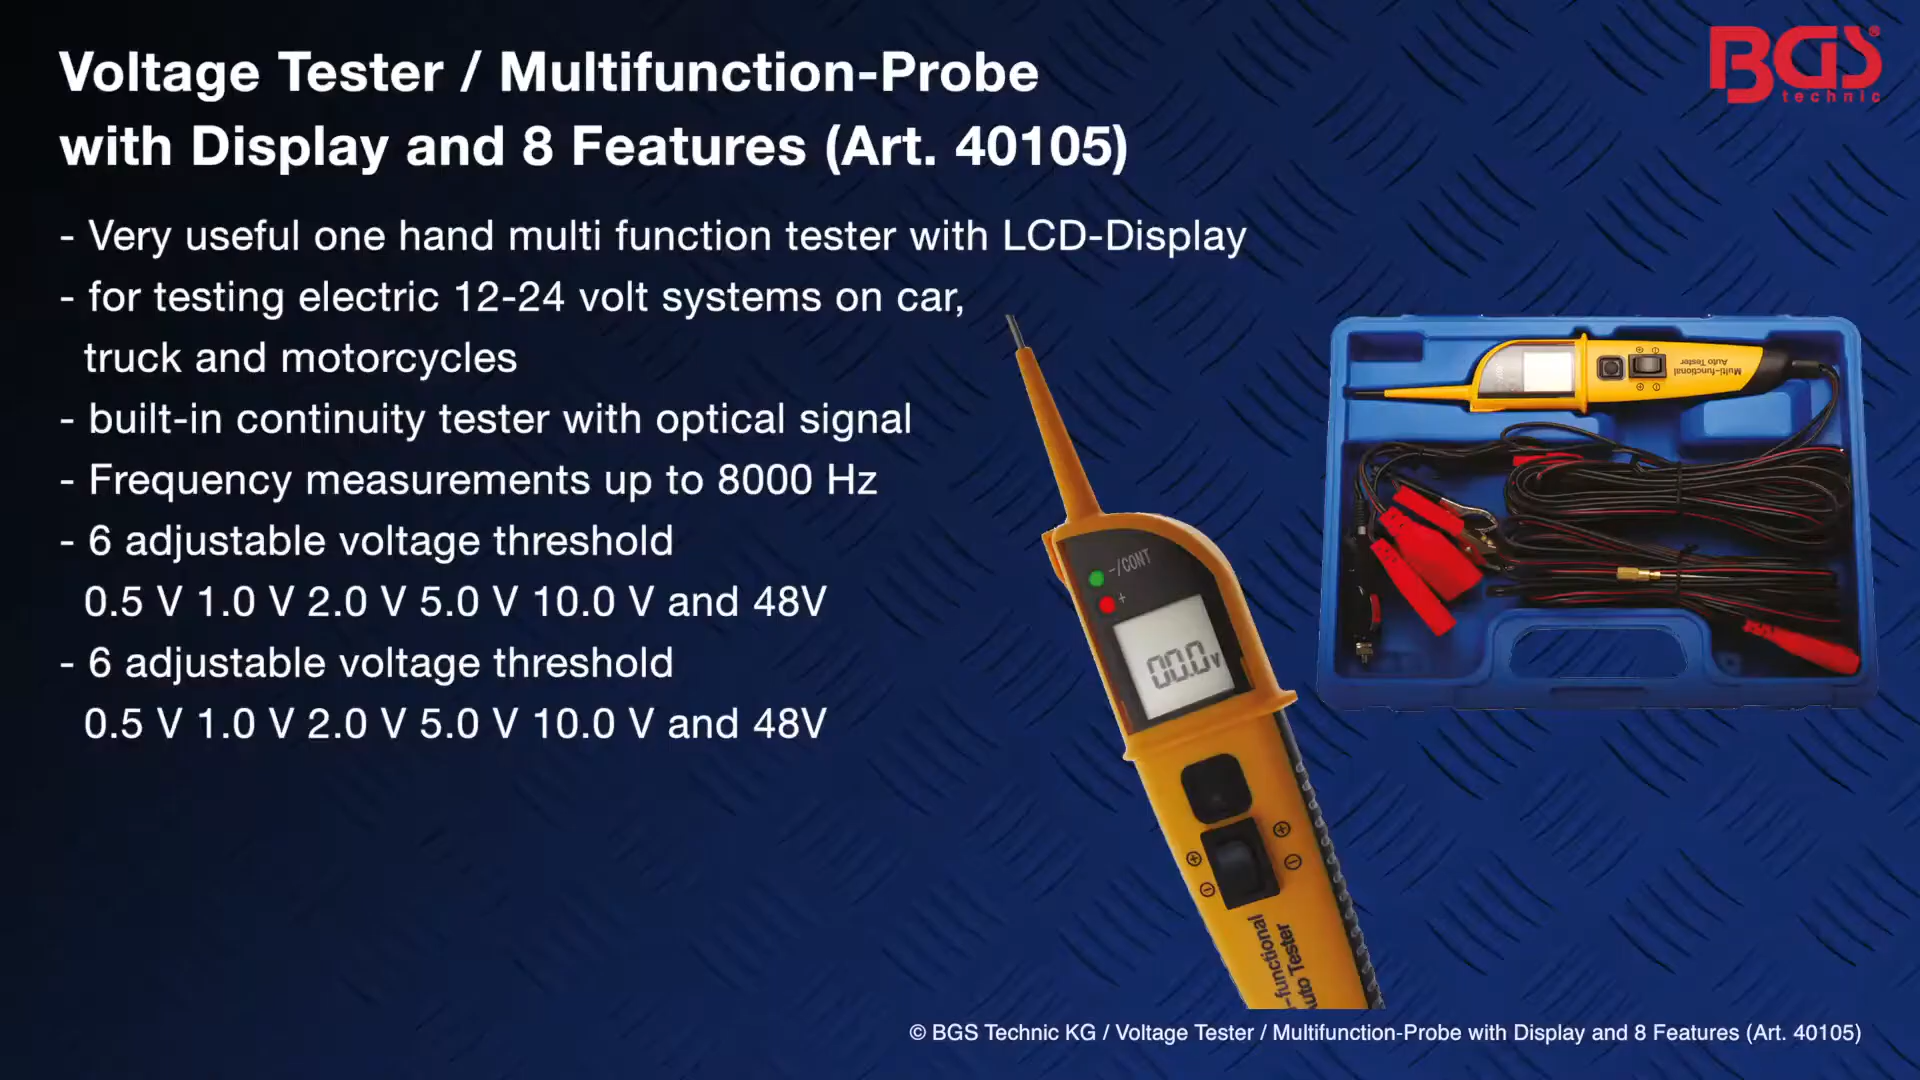 Voltage Tester / Multifunction-Probe
with Display and 8 Features (Art. 40105)
BGS®
technic
- Very useful one hand multi function tester with LCD-Display
- for testing electric 12-24 volt systems on car,
truck and motorcycles
- built-in continuity tester with optical signal
- Frequency measurements up to 8000 Hz
- 6 adjustable voltage threshold
0.5 V 1.0 V 2.0 V 5.0 V 10.0 V and 48V
- 6 adjustable voltage threshold
0.5 V 1.0 V 2.0 V 5.0 V 10.0 V and 48V
Multi-functional
Auto Tester
-/CONT
+
00.0v
i-functional
uto Tester
© BGS Technic KG / Voltage Tester / Multifunction-Probe with Display and 8 Features (Art. 40105)